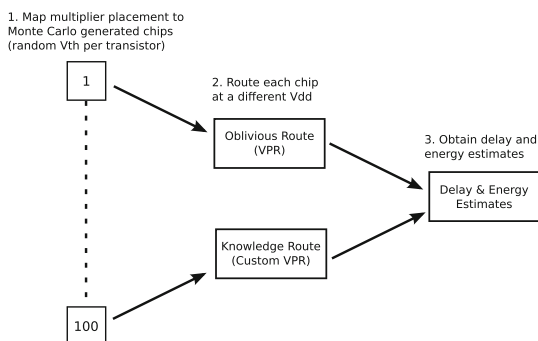 1. Map multiplier placement to
Monte Carlo generated chips
(random Vth per transistor)
1
2. Route each chip
at a different Vdd
Oblivious Route
(VPR)
3. Obtain delay and
energy estimates
Delay & Energy
Estimates
Knowledge Route
(Custom VPR)
100